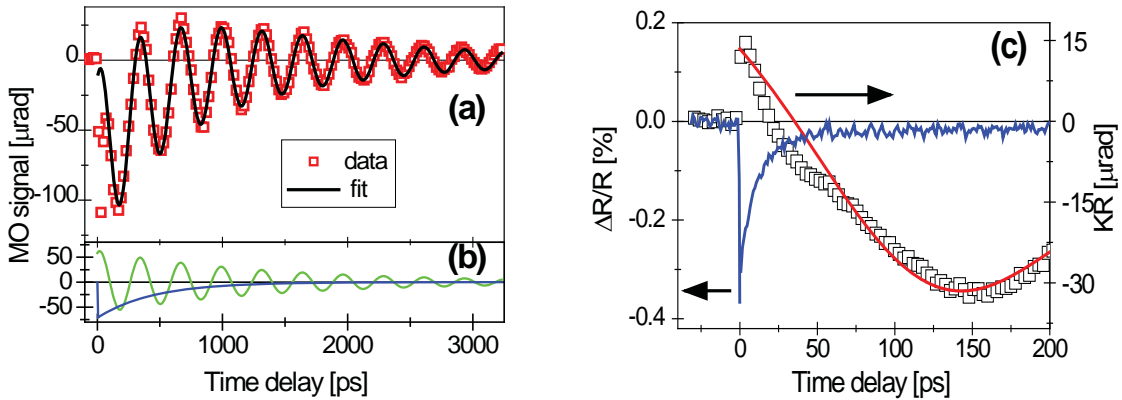 0
-50
-100
MO signal [µrad]
(a)
data
fit
50
0
-50
(b)
0
1000
2000
3000
Time delay [ps]
0.2
0.0
-0.2
-0.4
ΔR/R [%]
(c)
15
0
-15
-30
KR [µrad]
0
50
100
150
200
Time delay [ps]